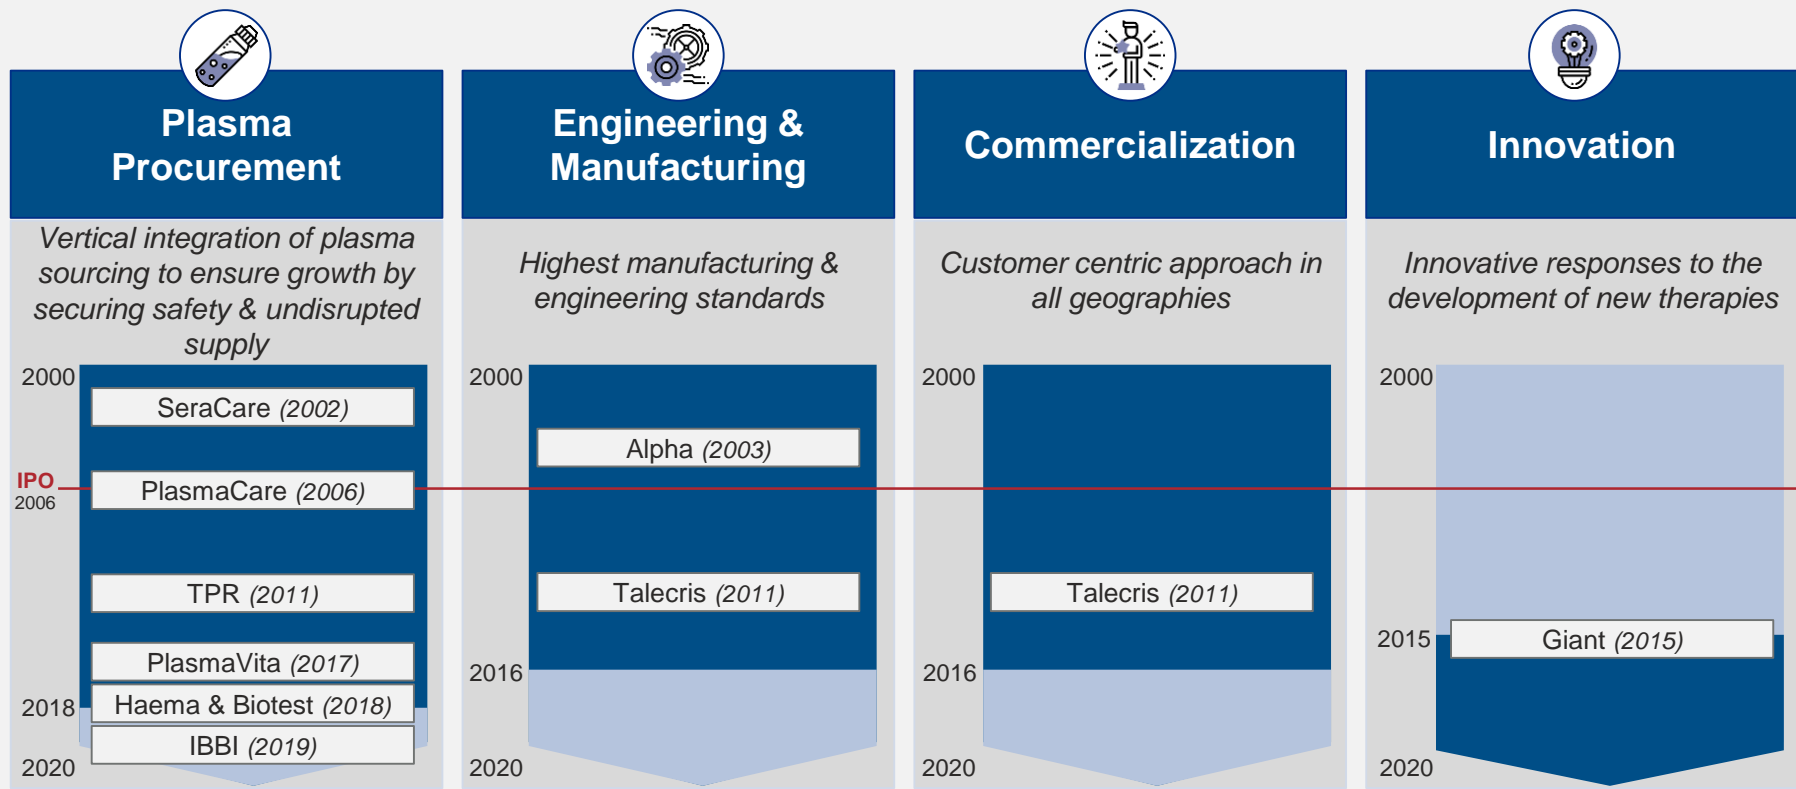 Plasma
Procurement
Engineering &
Manufacturing
Commercialization
Innovation
Vertical integration of plasma
sourcing to ensure growth by
securing safety & undisrupted
supply
Highest manufacturing &
engineering standards
Customer centric approach in
all geographies
Innovative responses to the
development of new therapies
2000
SeraCare (2002)
IPO
2006
PlasmaCare (2006)
TPR (2011)
PlasmaVita (2017)
2018
Haema & Biotest (2018)
IBBI (2019)
2020
2000
Alpha (2003)
Talecris (2011)
2016
2020
2000
Talecris (2011)
2016
2020
2000
2015
Giant (2015)
2020